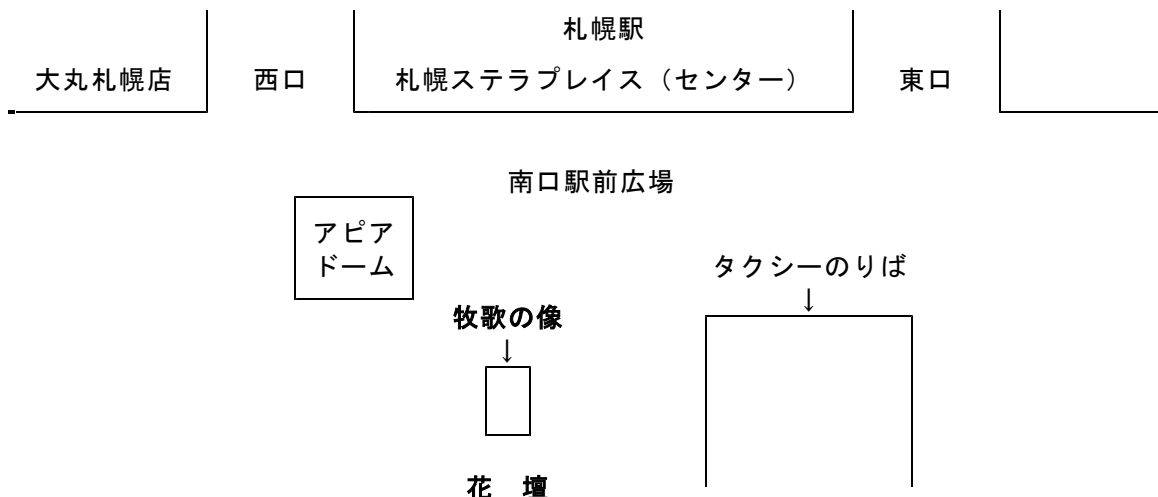 札幌駅
大丸札幌店
西口
札幌ステラプレイス（センター）
東口
南口駅前広場
アピア
ドーム
タクシーのりば
↓
牧歌の像
↓
花　壇